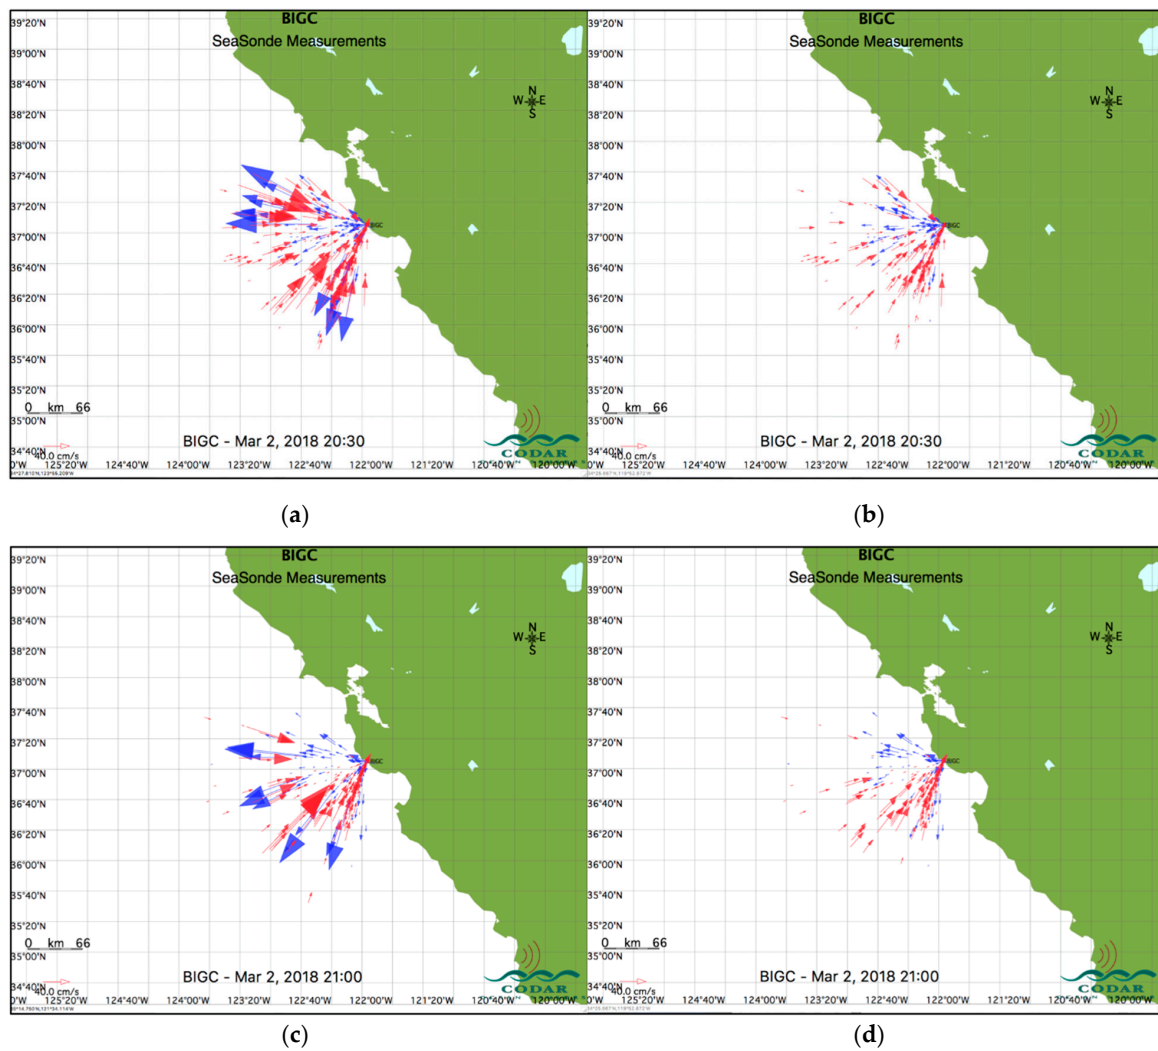 BIGC
SeaSonde Measurements
39°20'N
39°00'N
38°40'N
38°20'N
38°00'N
37°40'N
37°20'N
37°00'N
36°40'N
36°20'N
36°00'N
35°40'N
35°20'N
35°00'N
34°40'N
N
W E
S
BIGC
0 km 66
40.0 cm/s
BIGC - Mar 2, 2018 20:30
CODAR
0'W 125°20'W 124°40'W 124°00'W 123°20'W 122°40'W 122°00'W 121°20'W 120°40'W 120°00'W
(a)
BIGC
SeaSonde Measurements
39°20'N
39°00'N
38°40'N
38°20'N
38°00'N
37°40'N
37°20'N
37°00'N
36°40'N
36°20'N
36°00'N
35°40'N
35°20'N
35°00'N
34°40'N
N
W E
S
BIGC
0 km 66
40.0 cm/s
BIGC - Mar 2, 2018 20:30
CODAR
0'W 125°20'W 124°40'W 124°00'W 123°20'W 122°40'W 122°00'W 121°20'W 120°40'W 120°00'W
(b)
BIGC
SeaSonde Measurements
39°20'N
39°00'N
38°40'N
38°20'N
38°00'N
37°40'N
37°20'N
37°00'N
36°40'N
36°20'N
36°00'N
35°40'N
35°20'N
35°00'N
34°40'N
N
W E
S
BIGC
0 km 66
40.0 cm/s
BIGC - Mar 2, 2018 21:00
CODAR
0'W 125°20'W 124°40'W 124°00'W 123°20'W 122°40'W 122°00'W 121°20'W 120°40'W 120°00'W
(c)
BIGC
SeaSonde Measurements
39°20'N
39°00'N
38°40'N
38°20'N
38°00'N
37°40'N
37°20'N
37°00'N
36°40'N
36°20'N
36°00'N
35°40'N
35°20'N
35°00'N
34°40'N
N
W E
S
BIGC
0 km 66
40.0 cm/s
BIGC - Mar 2, 2018 21:00
CODAR
0'W 125°20'W 124°40'W 124°00'W 123°20'W 122°40'W 122°00'W 121°20'W 120°40'W 120°00'W
(d)